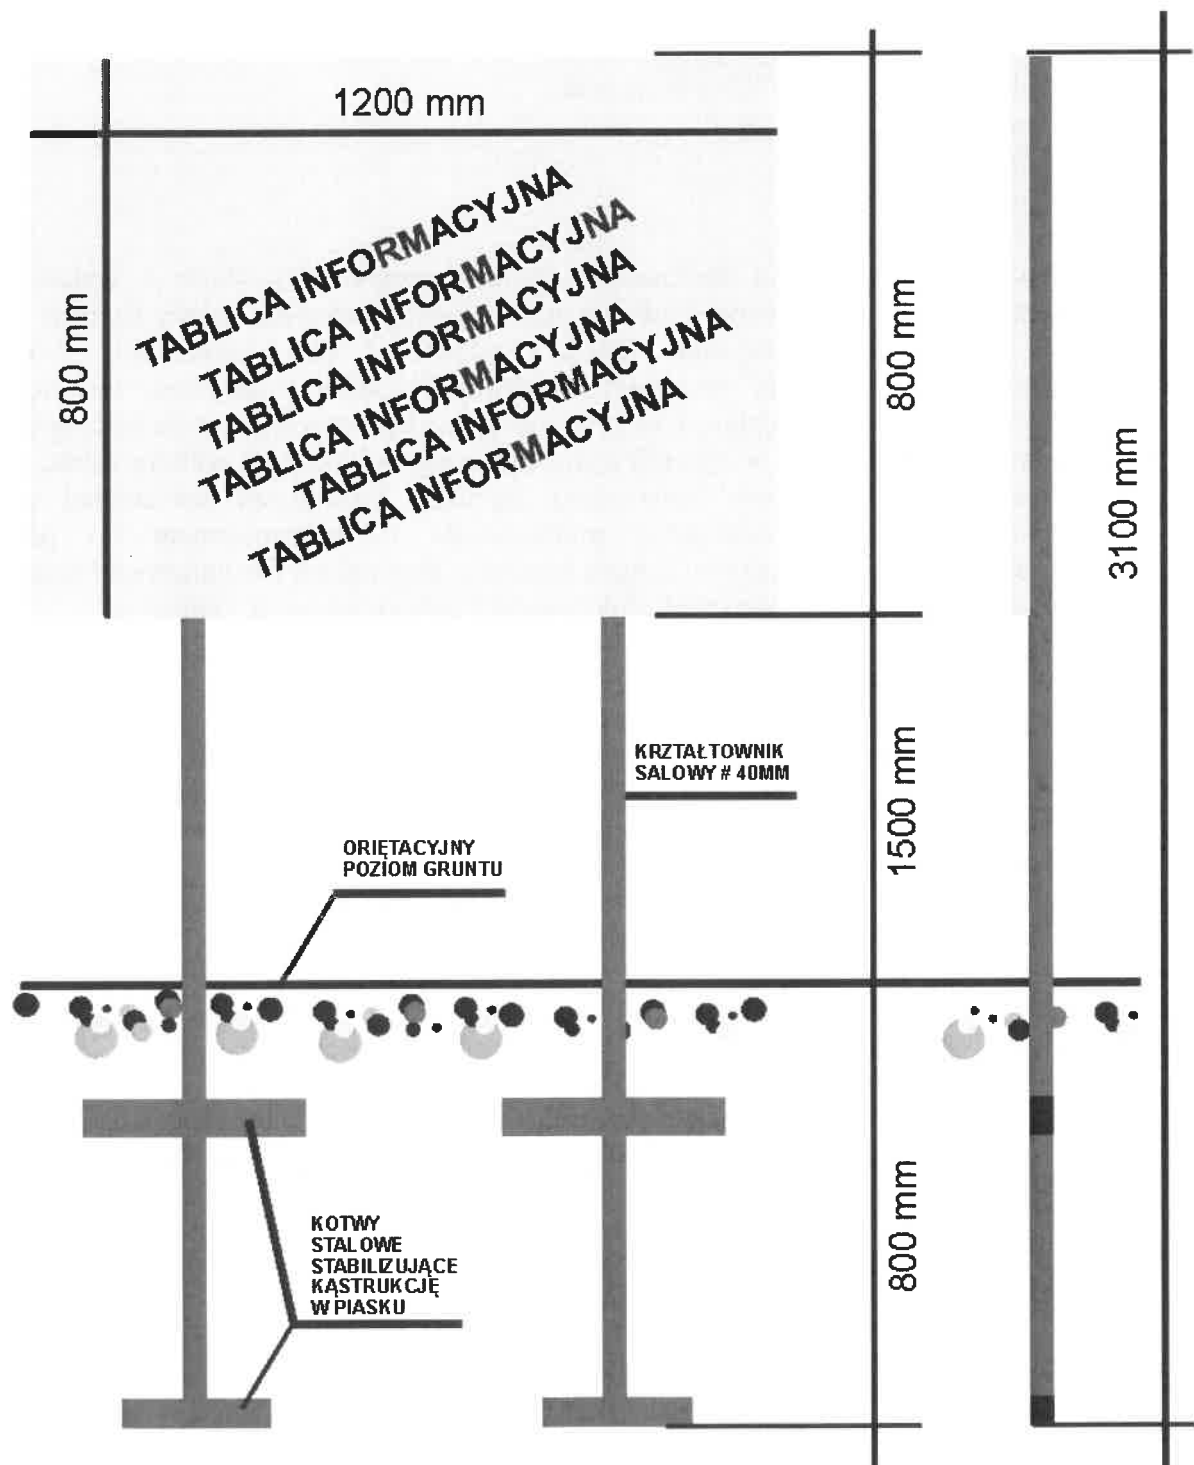 1200 mm
800 mm
TABLICA INFORMACYJNA
TABLICA INFORMACYJNA
TABLICA INFORMACYJNA
TABLICA INFORMACYJNA
TABLICA INFORMACYJNA
TABLICA INFORMACYJNA
800 mm
3100 mm
KRZTAŁTOWNIK
SALOWY # 40MM
1500 mm
ORIĘTACYJNY
POZIOM GRUNTU
800 mm
KOTWY
STALOWE
STABILIZUJĄCE
KĄSTRUKCJĘ
W PIASKU